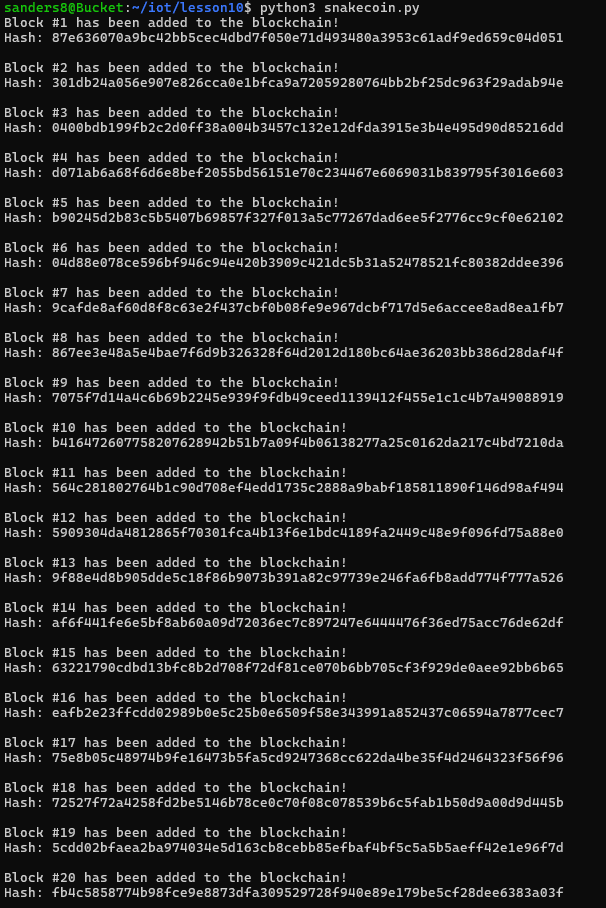 sanders8@Bucket:~/iot/lesson10$ python3 snakecoin.py
Block #1 has been added to the blockchain!
Hash: 87e636070a9bc42bb5cec4dbd7f050e71d493480a3953c61adf9ed659c04d051
Block #2 has been added to the blockchain!
Hash: 301db24a056e907e826cca0e1bfca9a72059280764bb2bf25dc963f29adab94e
Block #3 has been added to the blockchain!
Hash: 0400bdb199fb2c2d0ff38a004b3457c132e12dfda3915e3b4e495d90d85216dd
Block #4 has been added to the blockchain!
Hash: d071ab6a68f6d6e8bef2055bd56151e70c234467e6069031b839795f3016e603
Block #5 has been added to the blockchain!
Hash: b90245d2b83c5b5407b69857f327f013a5c77267dad6ee5f2776cc9cf0e62102
Block #6 has been added to the blockchain!
Hash: 04d88e078ce596bf946c94e420b3909c421dc5b31a52478521fc80382ddee396
Block #7 has been added to the blockchain!
Hash: 9cafde8af60d8f8c63e2f437cbf0b08fe9e967dcbf717d5e6accee8ad8ea1fb7
Block #8 has been added to the blockchain!
Hash: 867ee3e48a5e4bae7f6d9b326328f64d2012d180bc64ae36203bb386d28daf4f
Block #9 has been added to the blockchain!
Hash: 7075f7d14a4c6b69b2245e939f9fdb49ceed1139412f455e1c1c4b7a49088919
Block #10 has been added to the blockchain!
Hash: b416472607758207628942b51b7a09f4b06138277a25c0162da217c4bd7210da
Block #11 has been added to the blockchain!
Hash: 564c281802764b1c90d708ef4edd1735c2888a9babf185811890f146d98af494
Block #12 has been added to the blockchain!
Hash: 5909304da4812865f70301fca4b13f6e1bdc4189fa2449c48e9f096fd75a88e0
Block #13 has been added to the blockchain!
Hash: 9f88e4d8b905dde5c18f86b9073b391a82c97739e246fa6fb8add774f777a526
Block #14 has been added to the blockchain!
Hash: af6f441fe6e5bf8ab60a09d72036ec7c897247e6444476f36ed75acc76de62df
Block #15 has been added to the blockchain!
Hash: 63221790cdbd13bfc8b2d708f72df81ce070b6bb705cf3f929de0aee92bb6b65
Block #16 has been added to the blockchain!
Hash: eafb2e23ffcdd02989b0e5c25b0e6509f58e343991a852437c06594a7877cec7
Block #17 has been added to the blockchain!
Hash: 75e8b05c48974b9fe16473b5fa5cd9247368cc622da4be35f4d2464323f56f96
Block #18 has been added to the blockchain!
Hash: 72527f72a4258fd2be5146b78ce0c70f08c078539b6c5fab1b50d9a00d9d445b
Block #19 has been added to the blockchain!
Hash: 5cdd02bfaea2ba974034e5d163cb8cebb85efbaf4bf5c5a5b5aeff42e1e96f7d
Block #20 has been added to the blockchain!
Hash: fb4c5858774b98fce9e8873dfa309529728f940e89e179be5cf28dee6383a03f